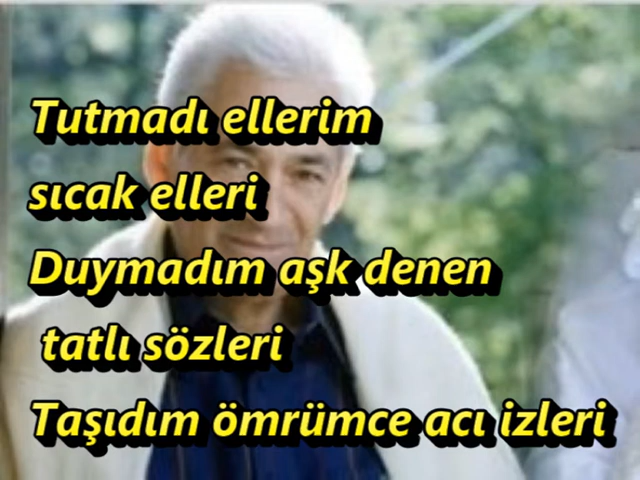 Tutmadı ellerim
sıcak elleri
Duymadım aşk denen
tatlı sözleri
Taşıdım ömrümce acı izleri